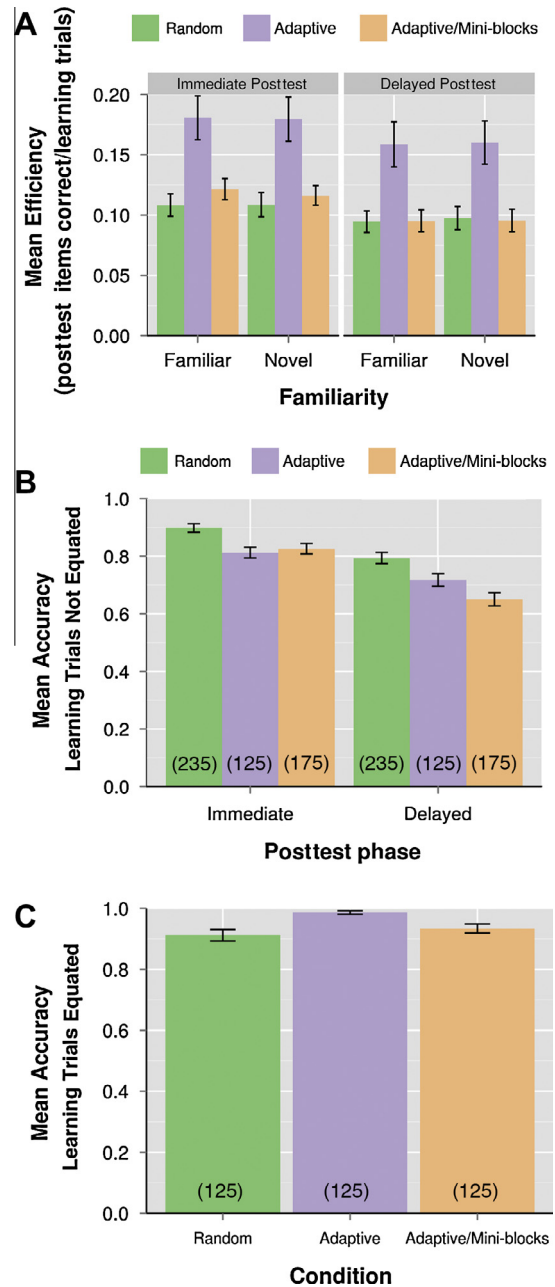 A
Random Adaptive Adaptive/Mini-blocks
Immediate Posttest Delayed Posttest
Mean Efficiency
(posttest items correct/learning trials)
0.20
0.15
0.10
0.05
0.00
Familiar Novel Familiar Novel
Familiarity
Random Adaptive Adaptive/Mini-blocks
B
Mean Accuracy
Learning Trials Not Equated
1.0
0.8
0.6
0.4
0.2
0.0
(235) (125) (175) (235) (125) (175)
Immediate Delayed
Posttest phase
C
Mean Accuracy
Learning Trials Equated
1.0
0.8
0.6
0.4
0.2
0.0
(125) (125) (125)
Random Adaptive Adaptive/Mini-blocks
Condition